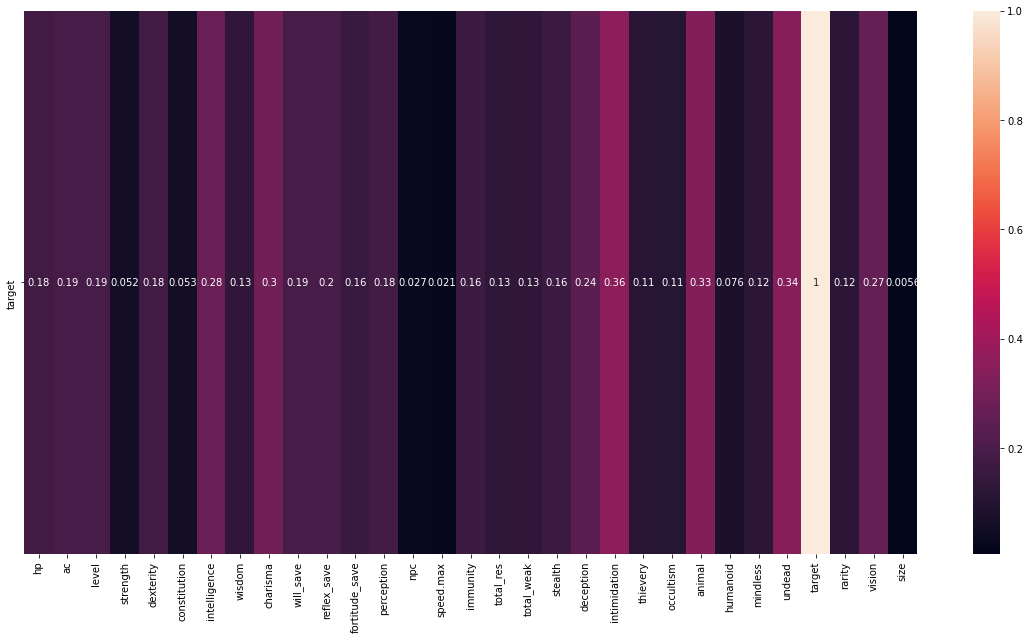 target
0.18 0.19 0.19 0.052 0.18 0.053 0.28 0.13 0.3 0.19 0.2 0.16 0.18 0.027 0.021 0.16 0.13 0.13 0.16 0.24 0.36 0.11 0.11 0.33 0.076 0.12 0.34 1 0.12 0.27 0.0056
hp
ac
level
strength
dexterity
constitution
intelligence
wisdom
charisma
will_save
reflex_save
fortitude_save
perception
npc
speed.max
immunity
total_res
total_weak
stealth
deception
intimidation
thievery
occultism
animal
humanoid
mindless
undead
target
rarity
vision
size
1.0
0.8
0.6
0.4
0.2